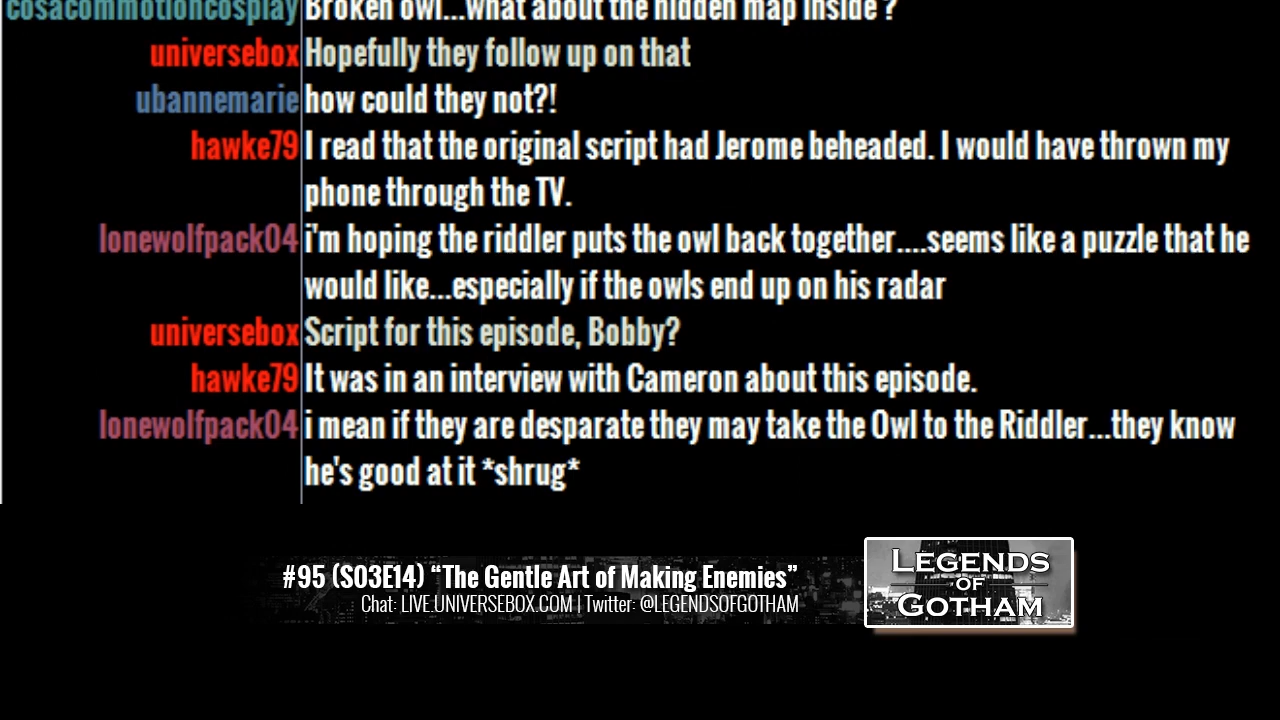 cosacommotioncosplay Broken owl...what about the hidden map inside ?
universebox Hopefully they follow up on that
ubannemarie how could they not?!
hawke79 I read that the original script had Jerome beheaded. I would have thrown my
phone through the TV.
lonewolfpack04 i'm hoping the riddler puts the owl back together....seems like a puzzle that he
would like...especially if the owls end up on his radar
universebox Script for this episode, Bobby?
hawke79 It was in an interview with Cameron about this episode.
lonewolfpack04 i mean if they are desparate they may take the Owl to the Riddler...they know
he's good at it *shrug*
#95 (S03E14) “The Gentle Art of Making Enemies”
Chat: LIVE.UNIVERSEBOX.COM | Twitter: @LEGENDSOFGOTHAM
LEGENDS
OF
GOTHAM